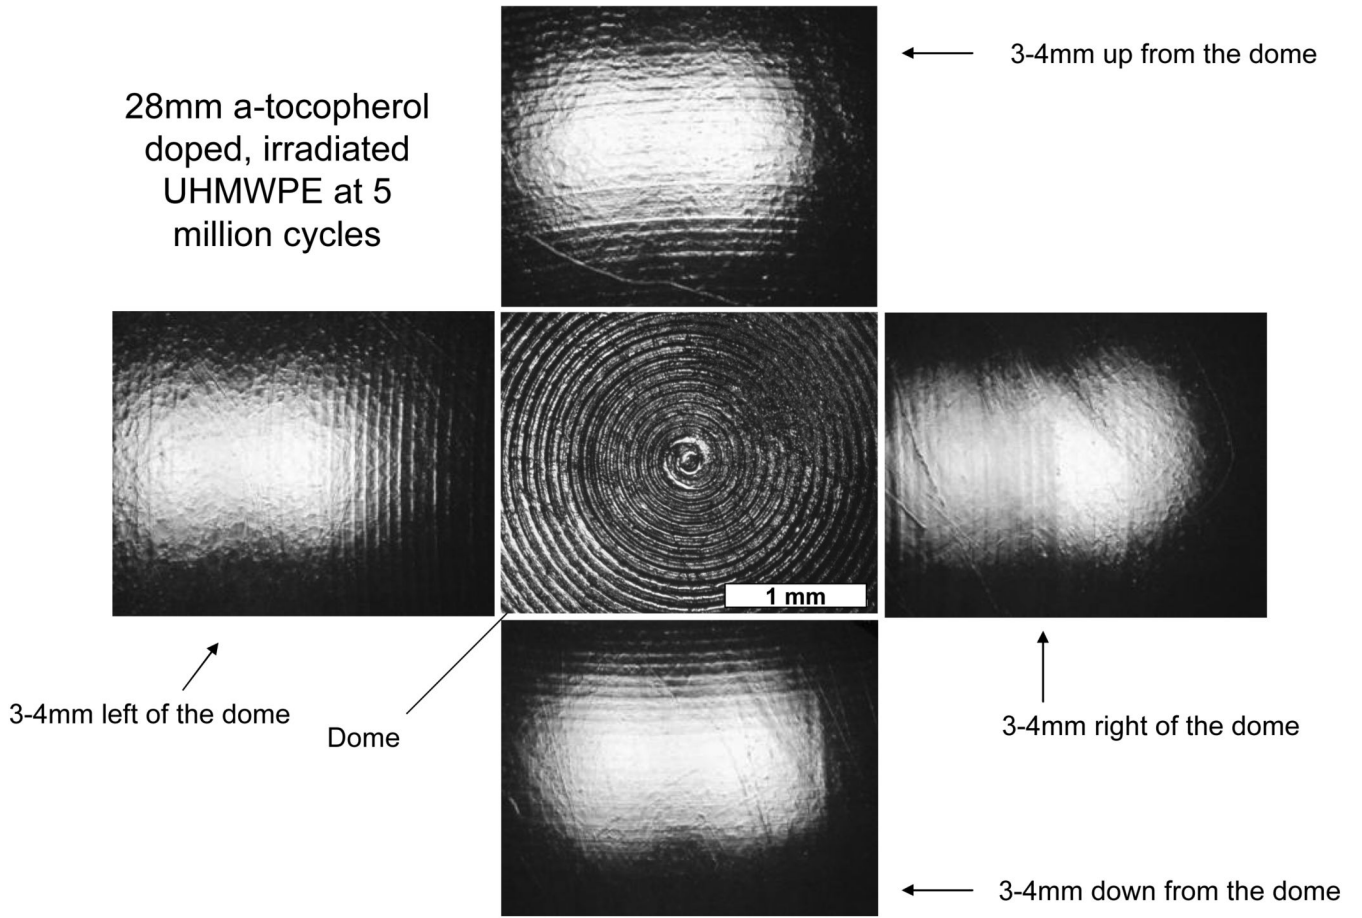 3-4mm up from the dome
28mm a-tocopherol
doped, irradiated
UHMWPE at 5
million cycles
1 mm
3-4mm left of the dome
Dome
3-4mm right of the dome
3-4mm down from the dome